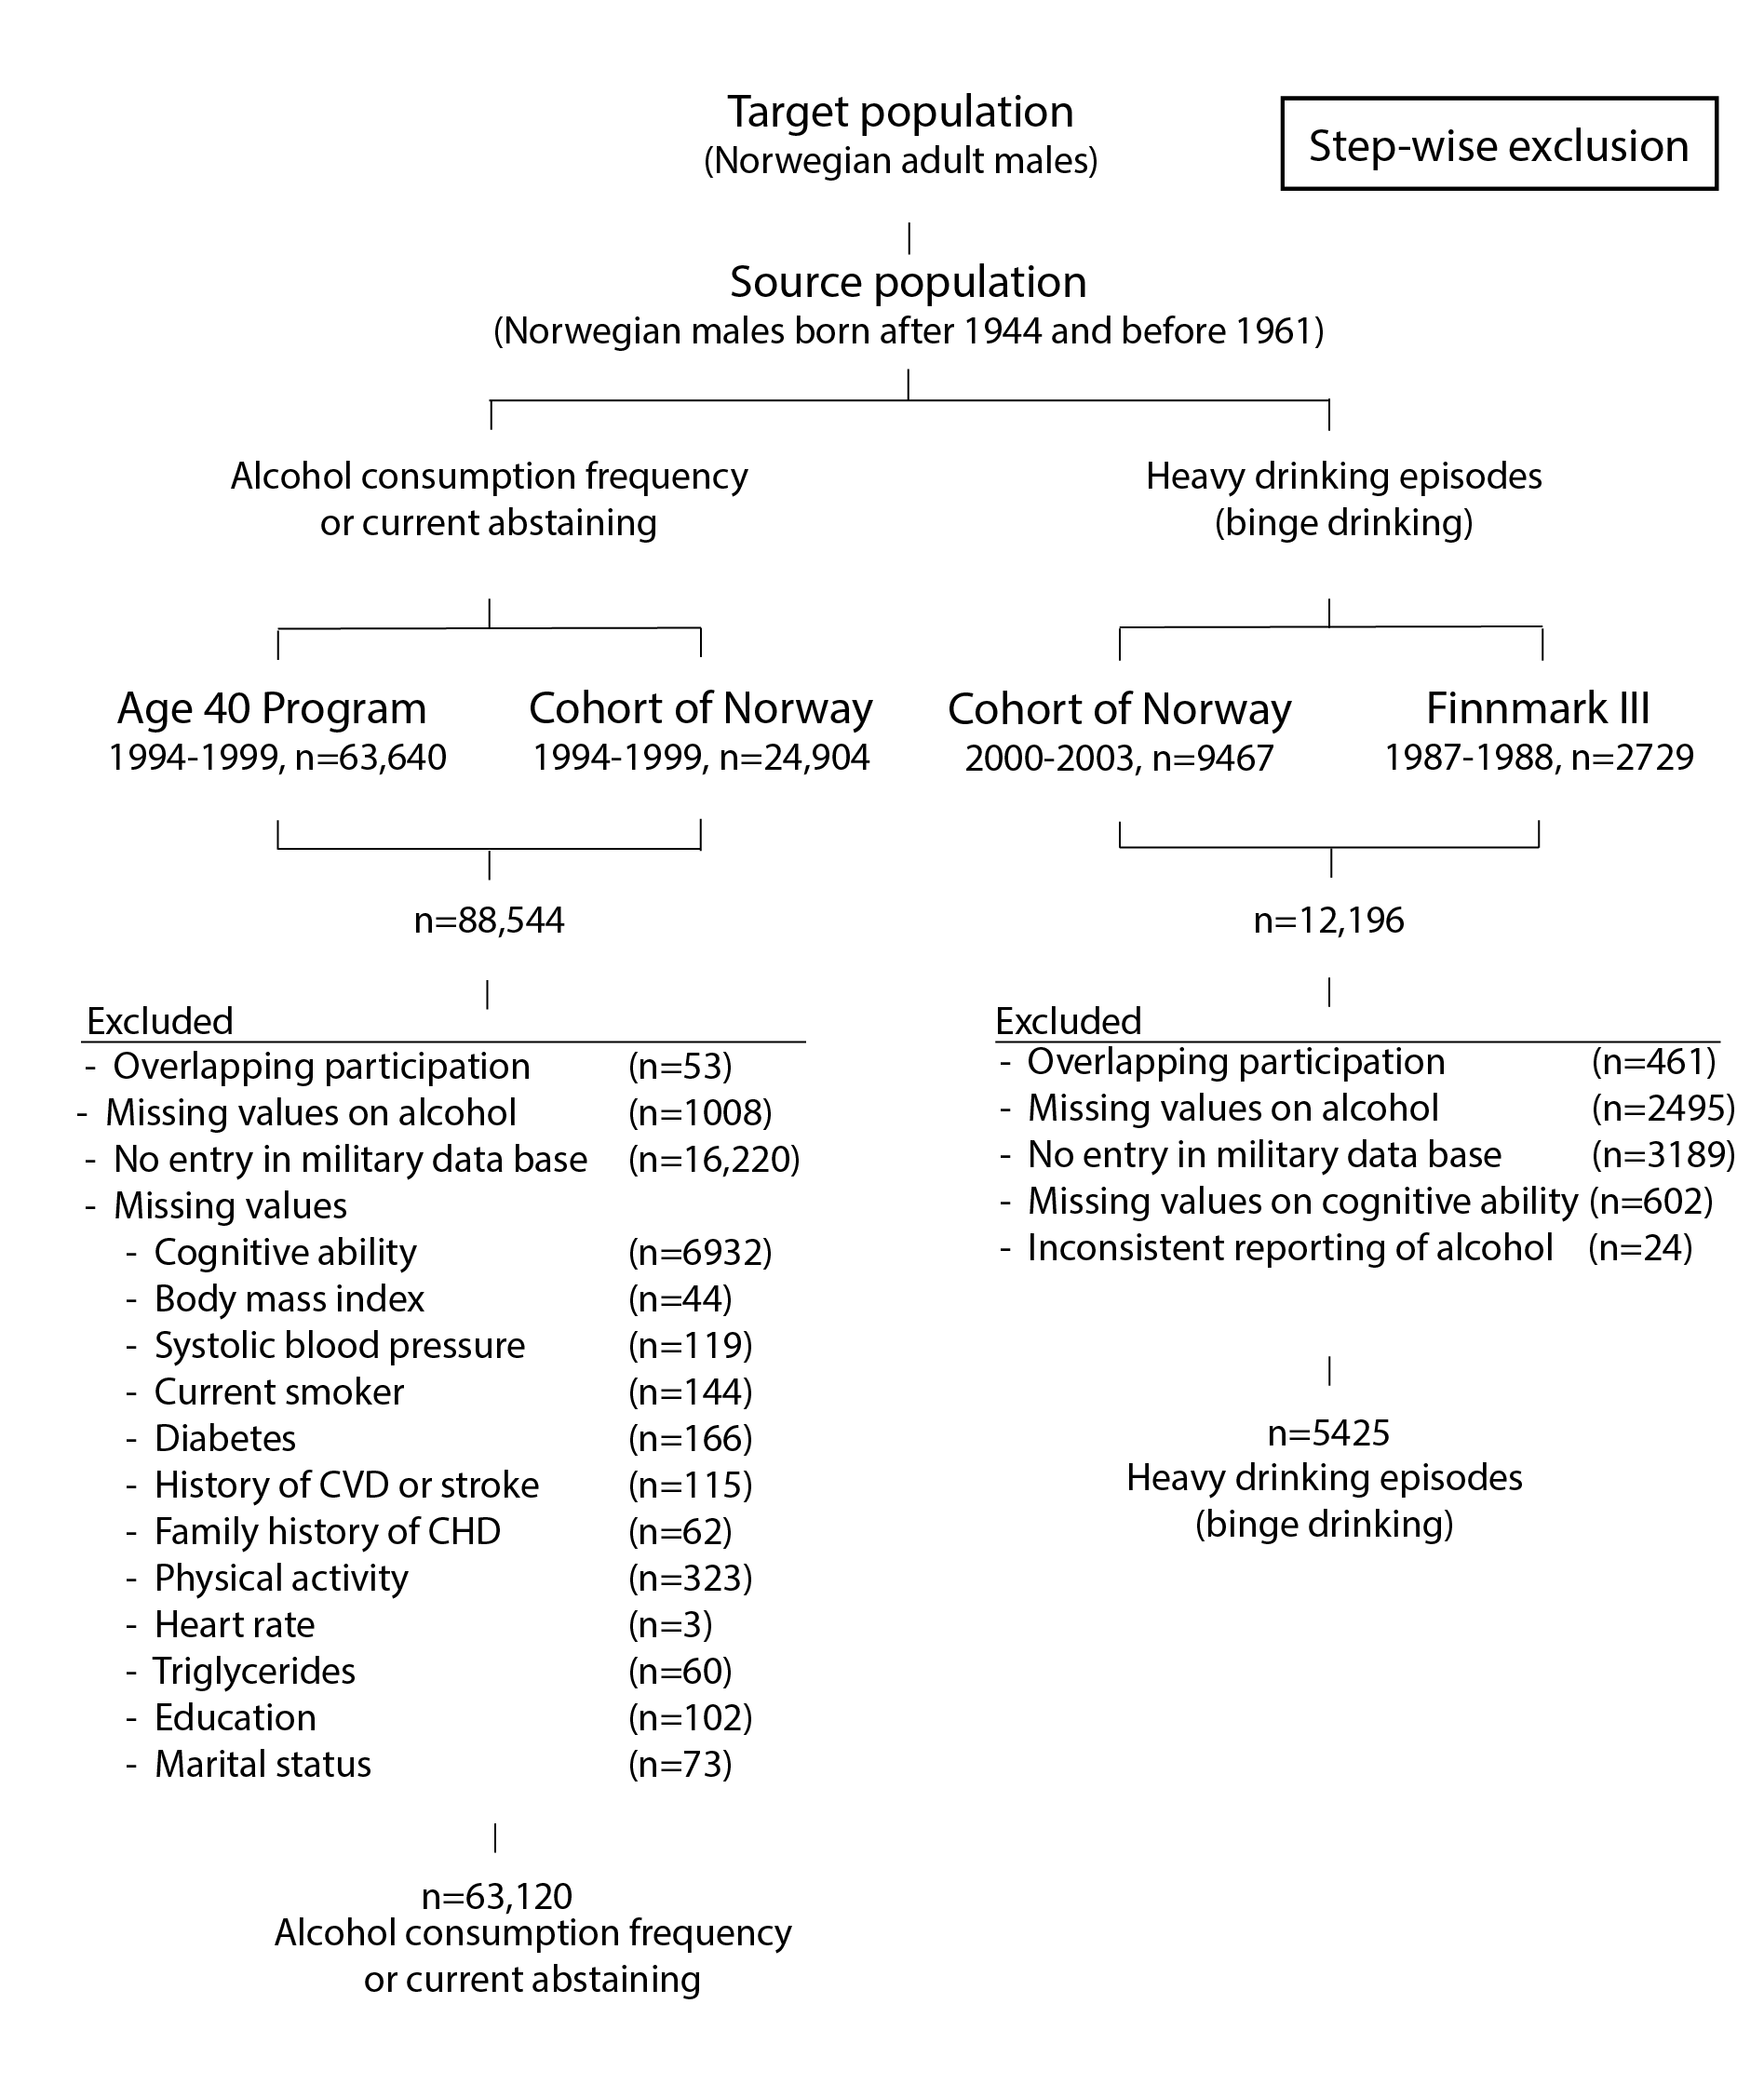 Target population
(Norwegian adult males)
Step-wise exclusion
Source population
(Norwegian males born after 1944 and before 1961)
Alcohol consumption frequency
or current abstaining
Heavy drinking episodes
(binge drinking)
Age 40 Program
1994-1999, n=63,640
Cohort of Norway
1994-1999, n=24,904
Cohort of Norway
2000-2003, n=9467
Finnmark III
1987-1988, n=2729
n=88,544
n=12,196
Excluded
- Overlapping participation (n=53)
- Missing values on alcohol (n=1008)
- No entry in military data base (n=16,220)
- Missing values
- Cognitive ability (n=6932)
- Body mass index (n=44)
- Systolic blood pressure (n=119)
- Current smoker (n=144)
- Diabetes (n=166)
- History of CVD or stroke (n=115)
- Family history of CHD (n=62)
- Physical activity (n=323)
- Heart rate (n=3)
- Triglycerides (n=60)
- Education (n=102)
- Marital status (n=73)
n=63,120
Alcohol consumption frequency
or current abstaining
Excluded
- Overlapping participation (n=461)
- Missing values on alcohol (n=2495)
- No entry in military data base (n=3189)
- Missing values on cognitive ability (n=602)
- Inconsistent reporting of alcohol (n=24)
n=5425
Heavy drinking episodes
(binge drinking)